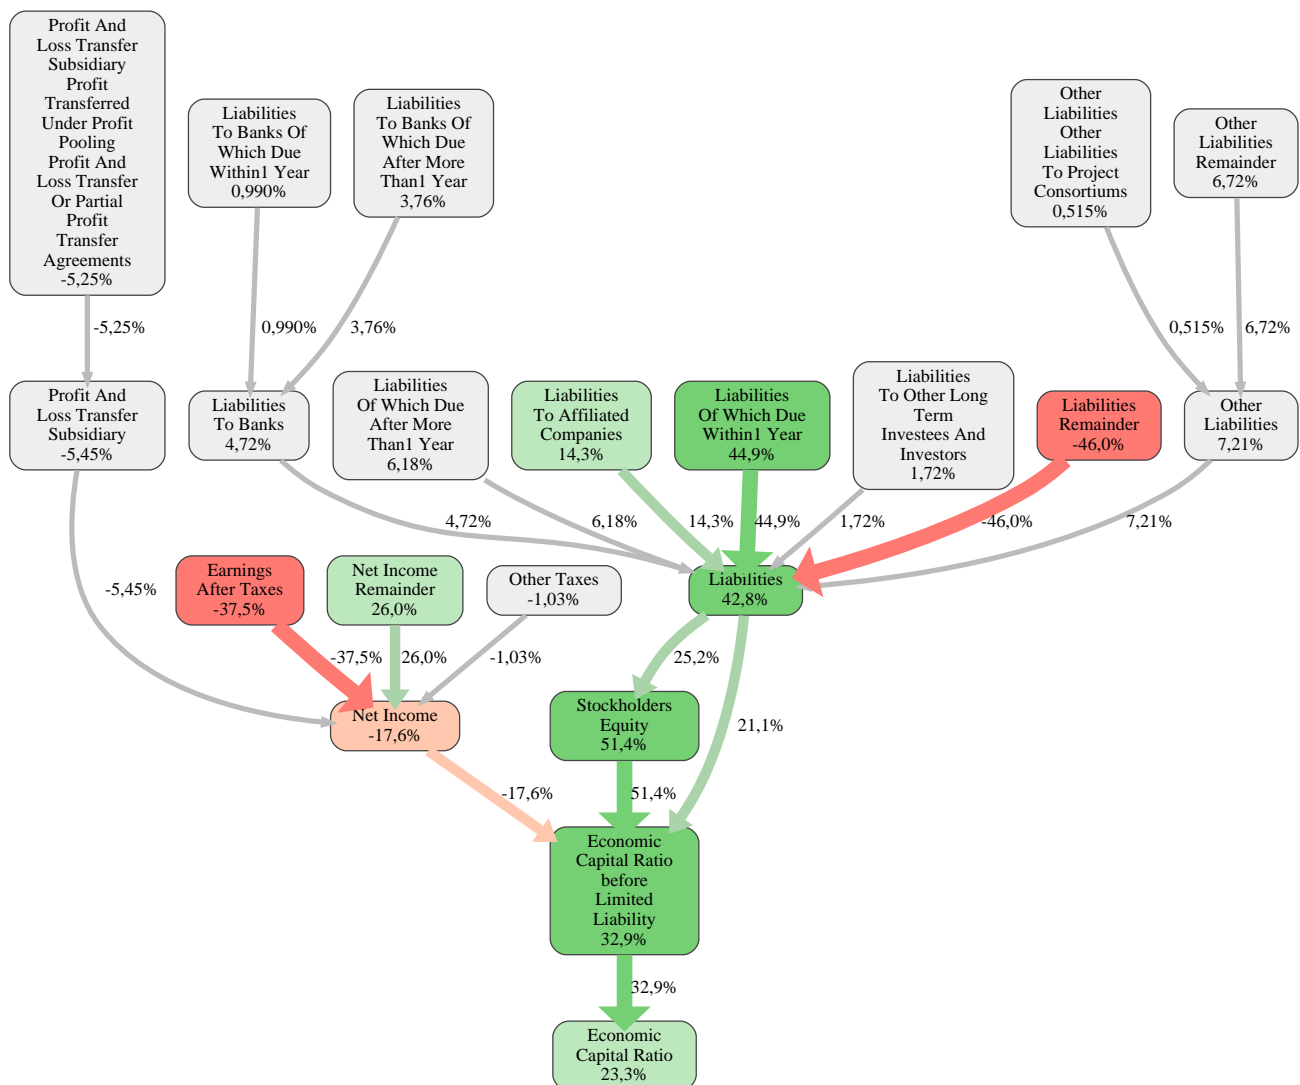 Profit And
Loss Transfer
Subsidiary
Profit
Transferred
Under Profit
Pooling
Profit And
Loss Transfer
Or Partial
Profit
Transfer
Agreements
-5,25%
Liabilities
To Banks Of
Which Due
Within1 Year
0,990%
Liabilities
To Banks Of
Which Due
After More
Than1 Year
3,76%
Other
Liabilities
Other
Liabilities
To Project
Consortiums
0,515%
Other
Liabilities
Remainder
6,72%
-5,25%
0,990%
3,76%
0,515%
6,72%
Profit And
Loss Transfer
Subsidiary
-5,45%
Liabilities
To Banks
4,72%
Liabilities
Of Which Due
After More
Than1 Year
6,18%
Liabilities
To Affiliated
Companies
14,3%
Liabilities
Of Which Due
Within1 Year
44,9%
Liabilities
To Other Long
Term
Investees And
Investors
1,72%
Liabilities
Remainder
-46,0%
Other
Liabilities
7,21%
4,72%
6,18%
14,3%
44,9%
1,72%
-46,0%
7,21%
-5,45%
Earnings
After Taxes
-37,5%
Net Income
Remainder
26,0%
Other Taxes
-1,03%
Liabilities
42,8%
-37,5%
26,0%
-1,03%
25,2%
21,1%
Net Income
-17,6%
Stockholders
Equity
51,4%
-17,6%
51,4%
Economic
Capital Ratio
before
Limited
Liability
32,9%
32,9%
Economic
Capital Ratio
23,3%